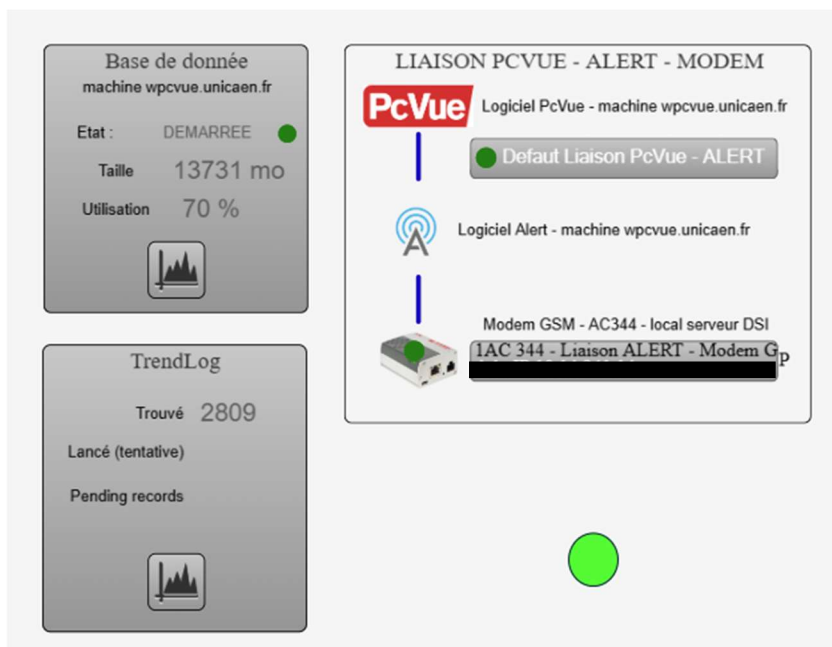 Base de donnée
machine wpcvue.unicaen.fr
Etat : DEMARREE
Taille 13731 mo
Utilisation 70 %
TrendLog
Trouvé 2809
Lancé (tentative)
Pending records
LIAISON PCVUE - ALERT - MODEM
PcVue Logiciel PcVue - machine wpcvue.unicaen.fr
Defaut Liaison PcVue - ALERT
A Logiciel Alert - machine wpcvue.unicaen.fr
Modem GSM - AC344 - local serveur DSI
1AC 344 - Liaison ALERT - Modem Gp